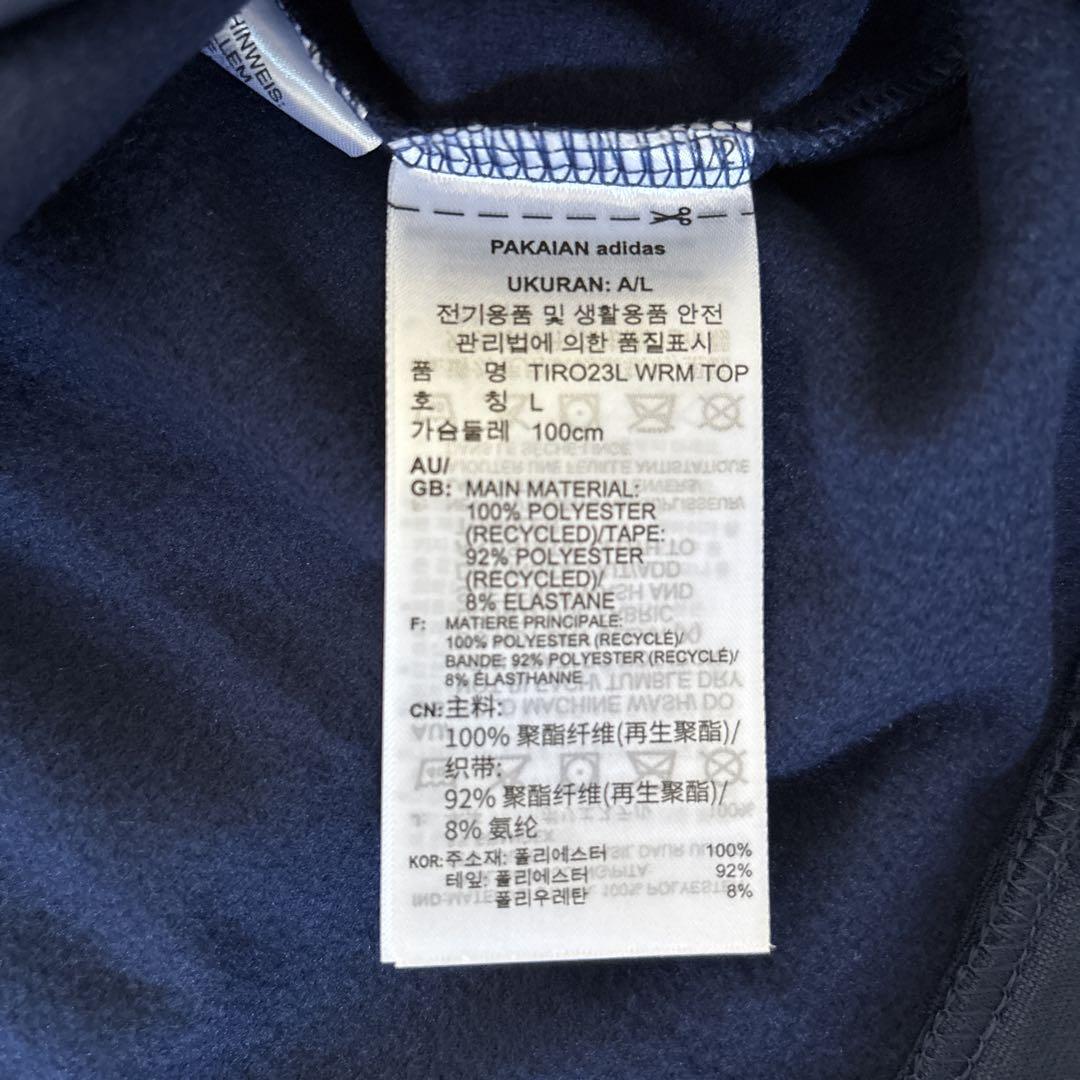 HINWEIS:
PAKAIAN adidas
UKURAN: A/L
전기용품 및 생활용품 안전
관리법에 의한 품질표시
품 명 TIRO23L WRM TOP
호 칭 L
가슴둘레 100cm
AU/
GB: MAIN MATERIAL:
100% POLYESTER
(RECYCLED)/TAPE:
92% POLYESTER
(RECYCLED)/
8% ELASTANE
F: MATIERE PRINCIPALE:
100% POLYESTER (RECYCLÉ)/
BANDE: 92% POLYESTER (RECYCLÉ)/
8% ÉLASTHANNE
CN: 主料:
100% 聚酯纤维(再生聚酯)/
织带:
92% 聚酯纤维(再生聚酯)/
8% 氨纶
KOR: 주소재: 폴리에스터 100%
테잎: 폴리에스터 92%
폴리우레탄 8%